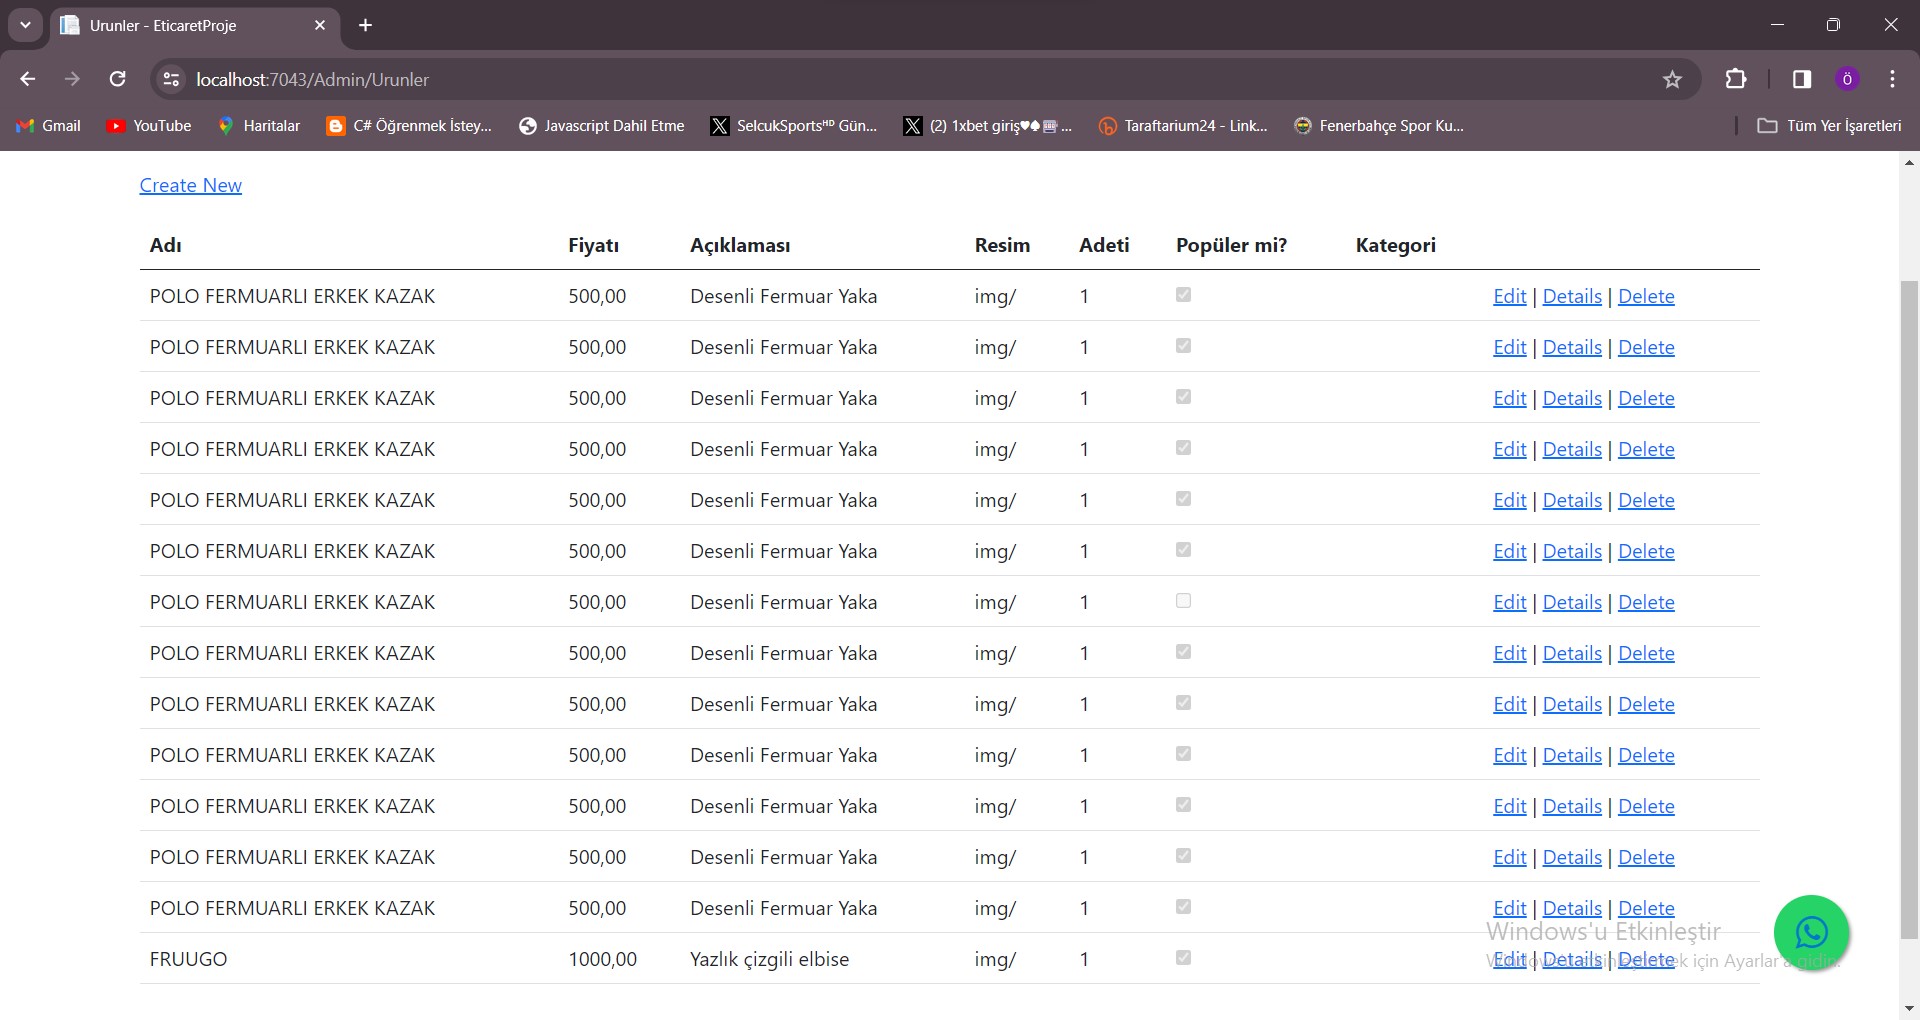 Urunler - EticaretProje
localhost:7043/Admin/Urunler
Ö
Gmail YouTube Haritalar C# Öğrenmek İstey... Javascript Dahil Etme SelcukSportsᴴᴰ Gün... (2) 1xbet giriş♥♠🎰... Taraftarium24 - Link... Fenerbahçe Spor Ku... Tüm Yer İşaretleri
Create New
Adı Fiyatı Açıklaması Resim Adeti Popüler mi? Kategori
POLO FERMUARLI ERKEK KAZAK 500,00 Desenli Fermuar Yaka img/ 1 Edit | Details | Delete
POLO FERMUARLI ERKEK KAZAK 500,00 Desenli Fermuar Yaka img/ 1 Edit | Details | Delete
POLO FERMUARLI ERKEK KAZAK 500,00 Desenli Fermuar Yaka img/ 1 Edit | Details | Delete
POLO FERMUARLI ERKEK KAZAK 500,00 Desenli Fermuar Yaka img/ 1 Edit | Details | Delete
POLO FERMUARLI ERKEK KAZAK 500,00 Desenli Fermuar Yaka img/ 1 Edit | Details | Delete
POLO FERMUARLI ERKEK KAZAK 500,00 Desenli Fermuar Yaka img/ 1 Edit | Details | Delete
POLO FERMUARLI ERKEK KAZAK 500,00 Desenli Fermuar Yaka img/ 1 Edit | Details | Delete
POLO FERMUARLI ERKEK KAZAK 500,00 Desenli Fermuar Yaka img/ 1 Edit | Details | Delete
POLO FERMUARLI ERKEK KAZAK 500,00 Desenli Fermuar Yaka img/ 1 Edit | Details | Delete
POLO FERMUARLI ERKEK KAZAK 500,00 Desenli Fermuar Yaka img/ 1 Edit | Details | Delete
POLO FERMUARLI ERKEK KAZAK 500,00 Desenli Fermuar Yaka img/ 1 Edit | Details | Delete
POLO FERMUARLI ERKEK KAZAK 500,00 Desenli Fermuar Yaka img/ 1 Edit | Details | Delete
POLO FERMUARLI ERKEK KAZAK 500,00 Desenli Fermuar Yaka img/ 1 Edit | Details | Delete
Windows'u Etkinleştir
FRUUGO 1000,00 Yazlık çizgili elbise img/ 1 Edit | Details | Delete
Windows'u etkinleştirmek için Ayarlar'a gidin.